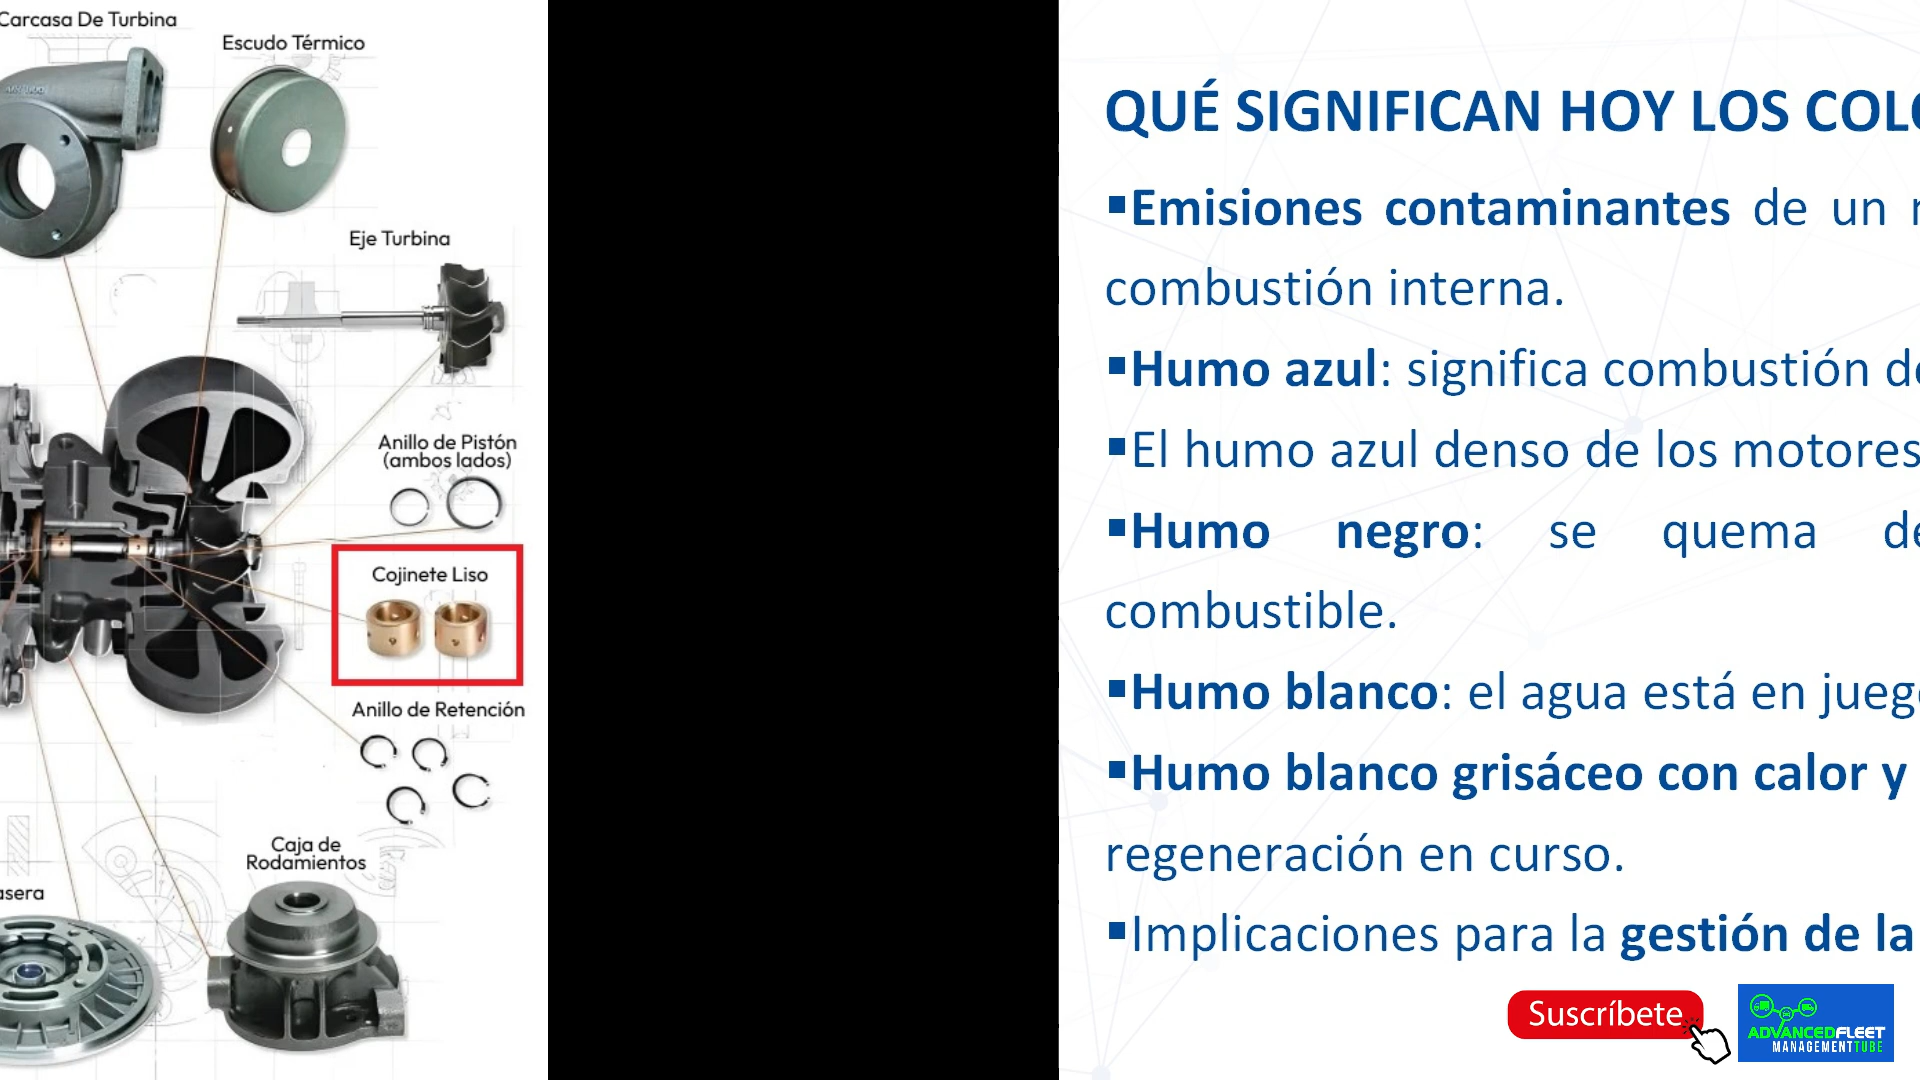 Carcasa De Turbina
Escudo Térmico
Eje Turbina
Anillo de Pistón
(ambos lados)
Cojinete Liso
Anillo de Retención
Caja de
Rodamientos
asera
QUÉ SIGNIFICAN HOY LOS COL
▪Emisiones contaminantes de un
combustión interna.
▪Humo azul: significa combustión de
▪El humo azul denso de los motores
▪Humo negro: se quema de
combustible.
▪Humo blanco: el agua está en jueg
▪Humo blanco grisáceo con calor y
regeneración en curso.
▪Implicaciones para la gestión de la
Suscríbete
ADVANCEDFLEET
MANAGEMENTTUBE